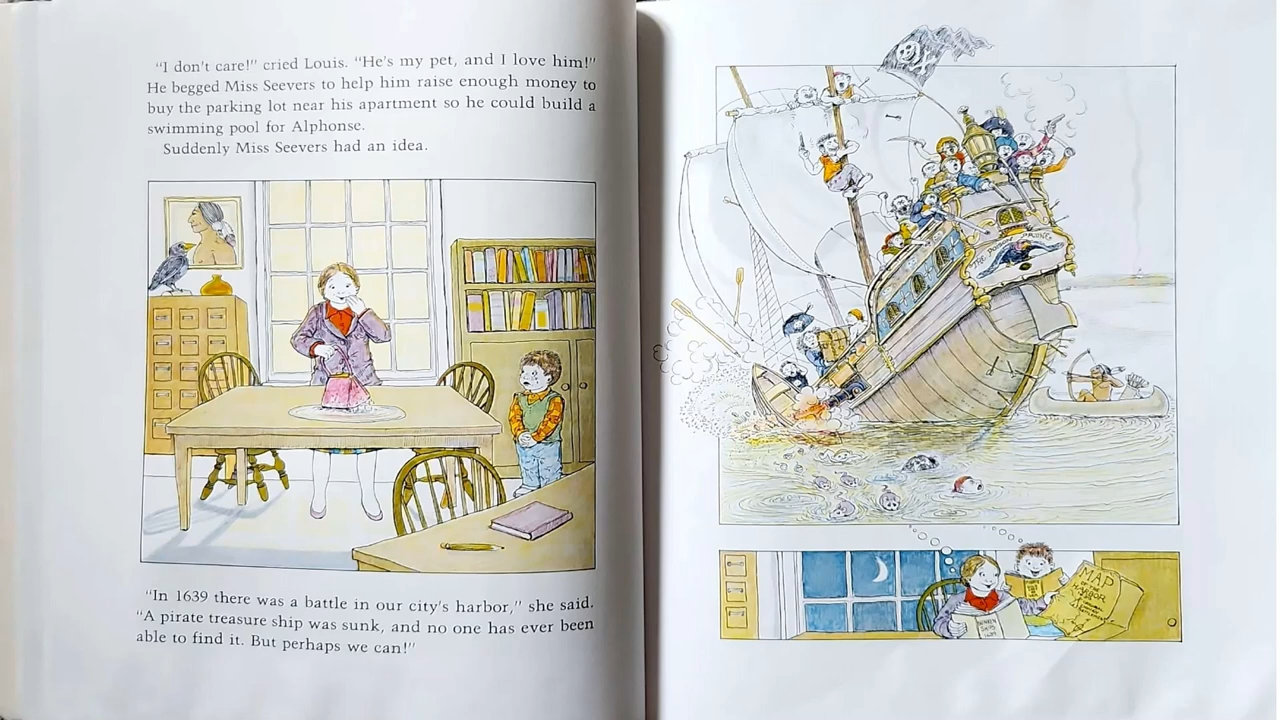 "I don't care!" cried Louis. "He's my pet, and I love him!"
He begged Miss Seevers to help him raise enough money to
buy the parking lot near his apartment so he could build a
swimming pool for Alphonse.
Suddenly Miss Seevers had an idea.
"In 1639 there was a battle in our city's harbor," she said.
"A pirate treasure ship was sunk, and no one has ever been
able to find it. But perhaps we can!"
MAP
HARBOR
SUNKEN
SHIPS